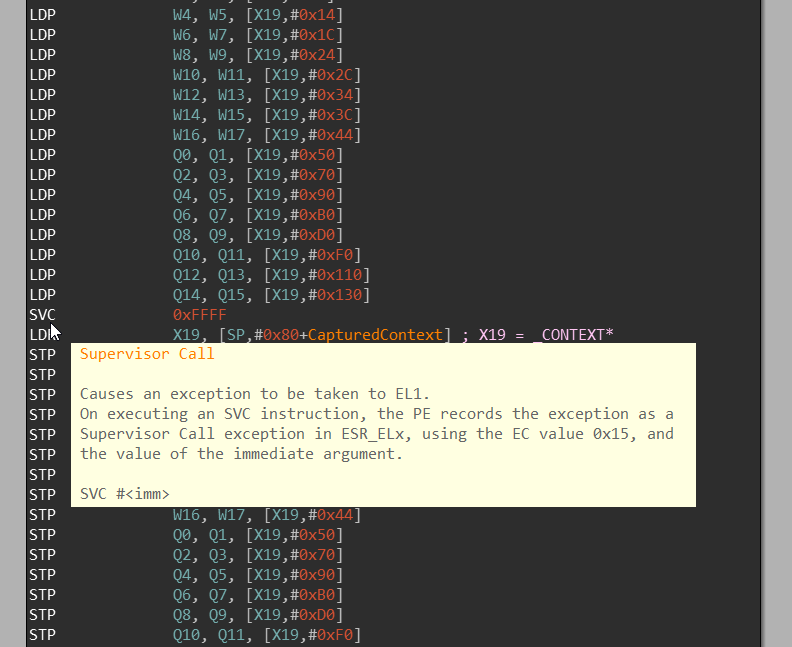 LDP W4, W5, [X19,#0x14]
LDP W6, W7, [X19,#0x1C]
LDP W8, W9, [X19,#0x24]
LDP W10, W11, [X19,#0x2C]
LDP W12, W13, [X19,#0x34]
LDP W14, W15, [X19,#0x3C]
LDP W16, W17, [X19,#0x44]
LDP Q0, Q1, [X19,#0x50]
LDP Q2, Q3, [X19,#0x70]
LDP Q4, Q5, [X19,#0x90]
LDP Q6, Q7, [X19,#0xB0]
LDP Q8, Q9, [X19,#0xD0]
LDP Q10, Q11, [X19,#0xF0]
LDP Q12, Q13, [X19,#0x110]
LDP Q14, Q15, [X19,#0x130]
SVC 0xFFFF
X19, [SP,#0x80+CapturedContext] ; X19 = _CONTEXT*
STP
Supervisor Call
STP
STP
Causes an exception to be taken to EL1.
STP
On executing an SVC instruction, the PE records the exception as a
STP
Supervisor Call exception in ESR_ELx, using the EC value 0x15, and
STP
the value of the immediate argument.
STP
STP
SVC #<imm>
STP W16, W17, [X19,#0x44]
STP Q0, Q1, [X19,#0x50]
STP Q2, Q3, [X19,#0x70]
STP Q4, Q5, [X19,#0x90]
STP Q6, Q7, [X19,#0xB0]
STP Q8, Q9, [X19,#0xD0]
STP Q10, Q11, [X19,#0xF0]